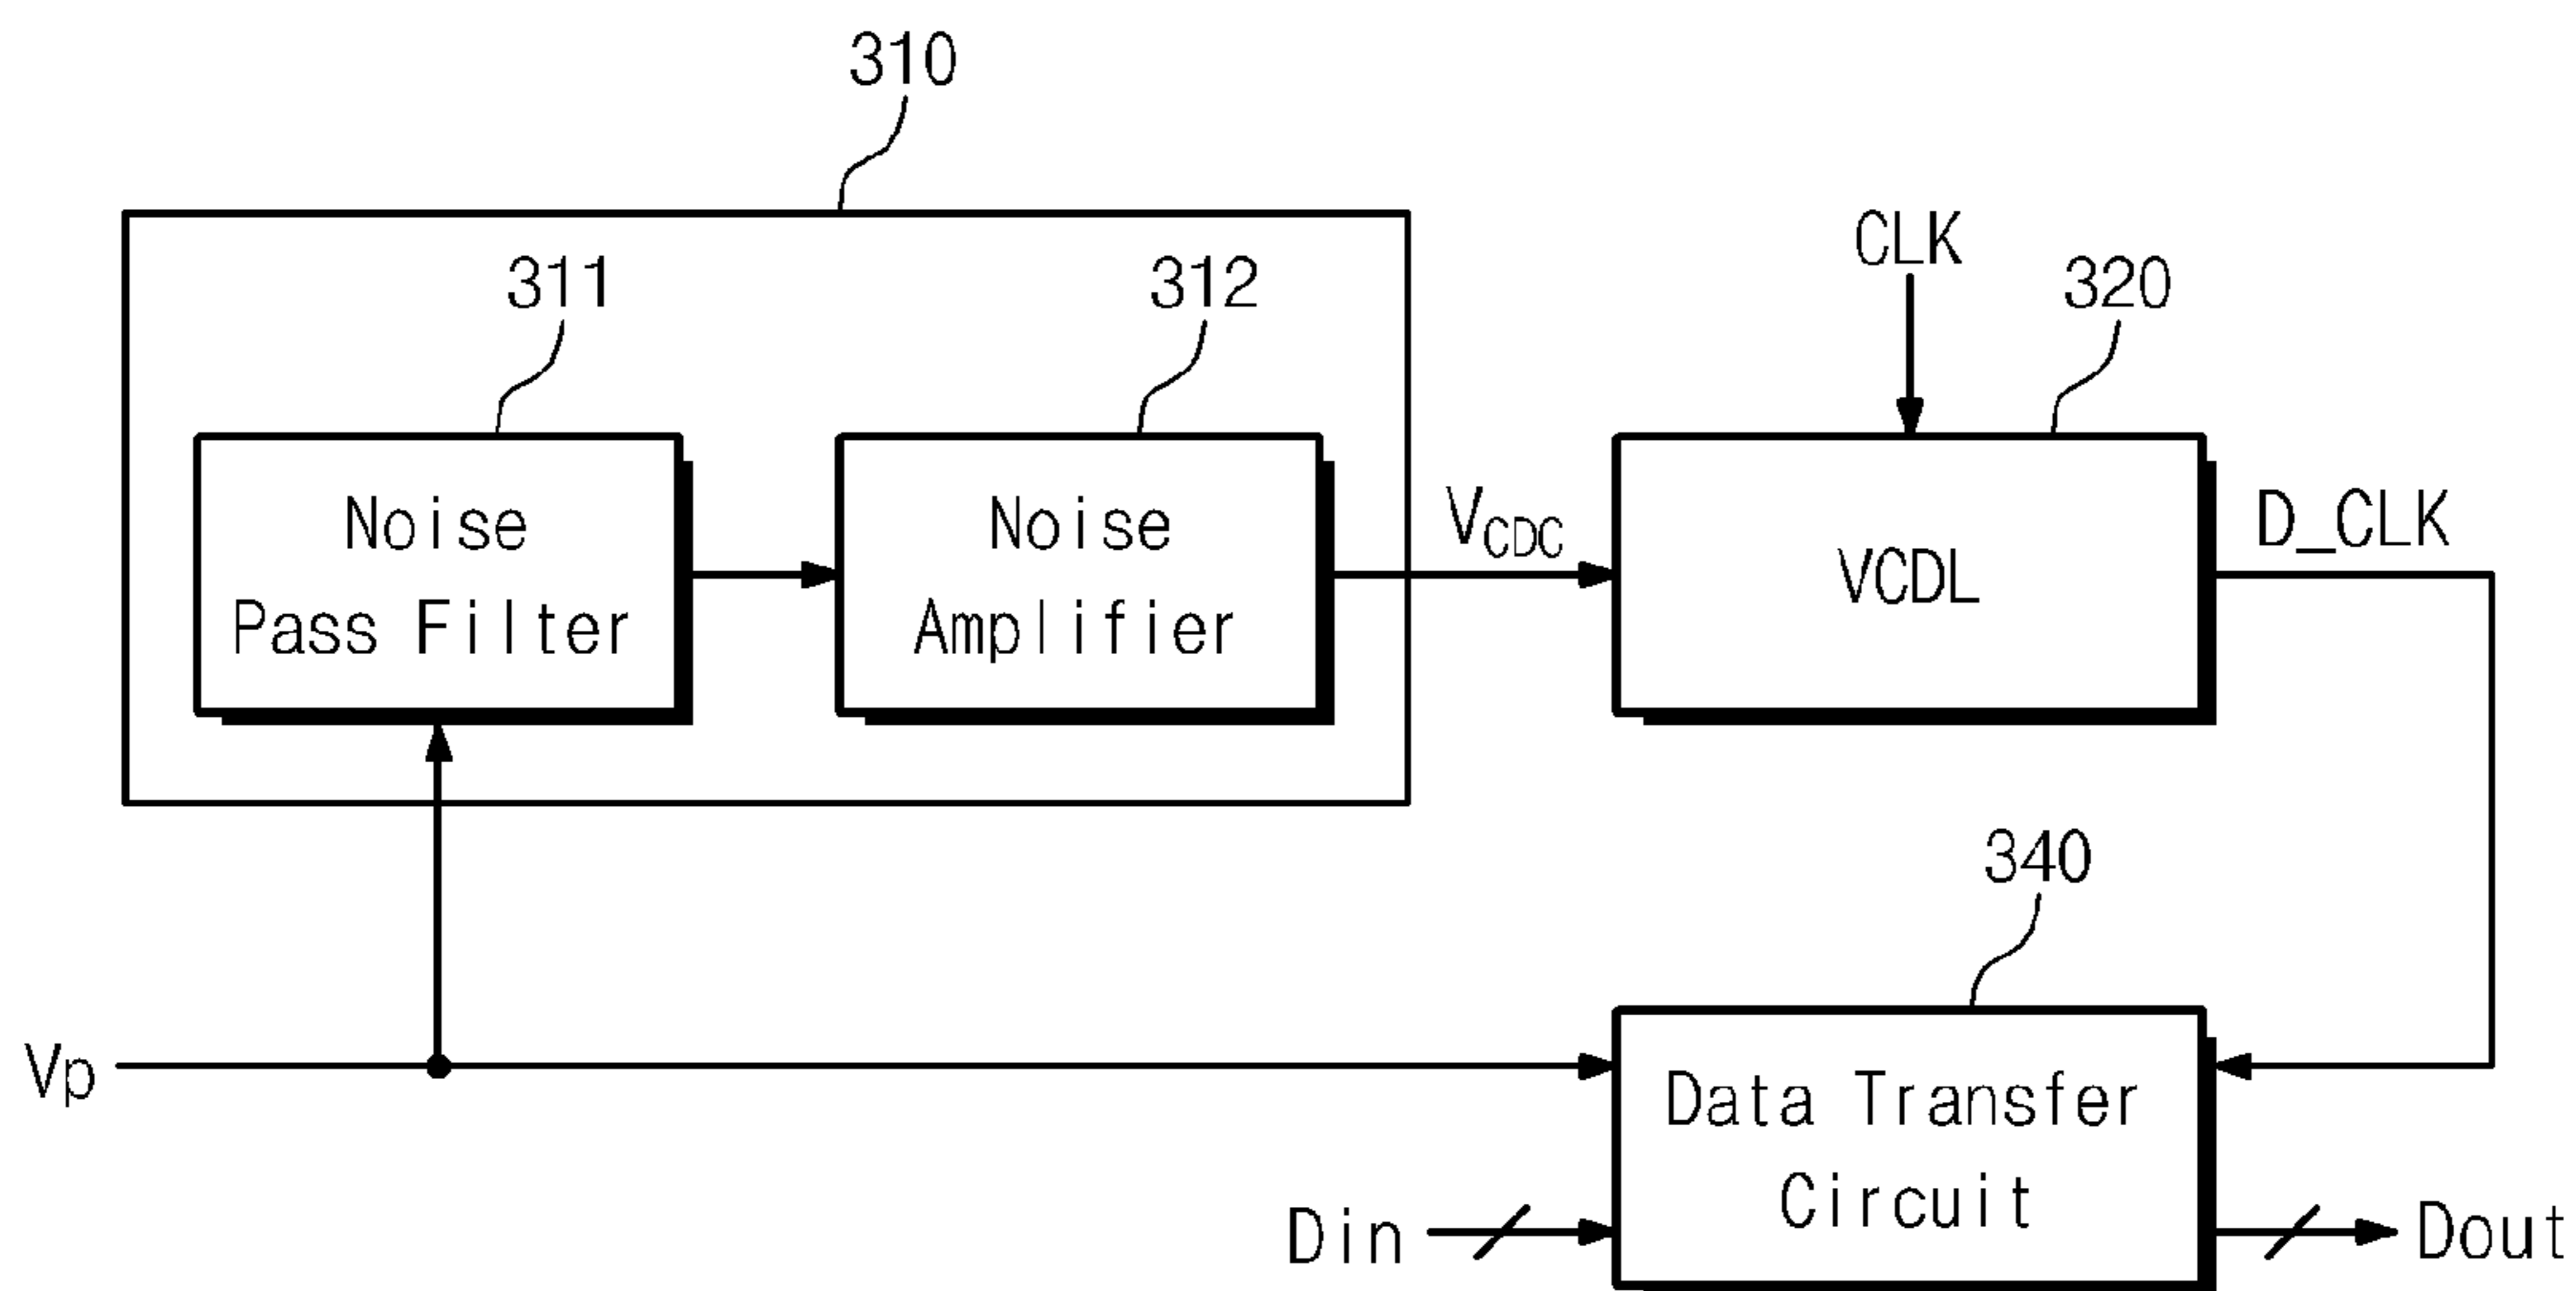 310
311
312
CLK
320
Noise
Pass Filter
Noise
Amplifier
VCDC
VCDL
D_CLK
340
Vp
Data Transfer
Circuit
Din
Dout